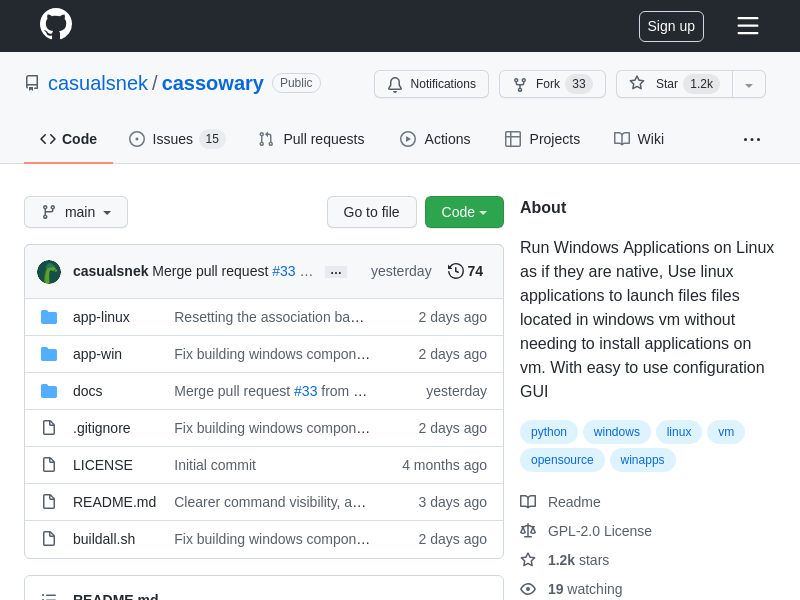 Sign up
casualsnek / cassowary Public
Notifications Fork 33 Star 1.2k
Code Issues 15 Pull requests Actions Projects Wiki ...
main Go to file Code
casualsnek Merge pull request #33 … ... yesterday 74
app-linux Resetting the association ba… 2 days ago
app-win Fix building windows compon… 2 days ago
docs Merge pull request #33 from … yesterday
.gitignore Fix building windows compon… 2 days ago
LICENSE Initial commit 4 months ago
README.md Clearer command visibility, a… 3 days ago
buildall.sh Fix building windows compon… 2 days ago
README.md
About
Run Windows Applications on Linux
as if they are native, Use linux
applications to launch files files
located in windows vm without
needing to install applications on
vm. With easy to use configuration
GUI
python windows linux vm
opensource winapps
Readme
GPL-2.0 License
1.2k stars
19 watching